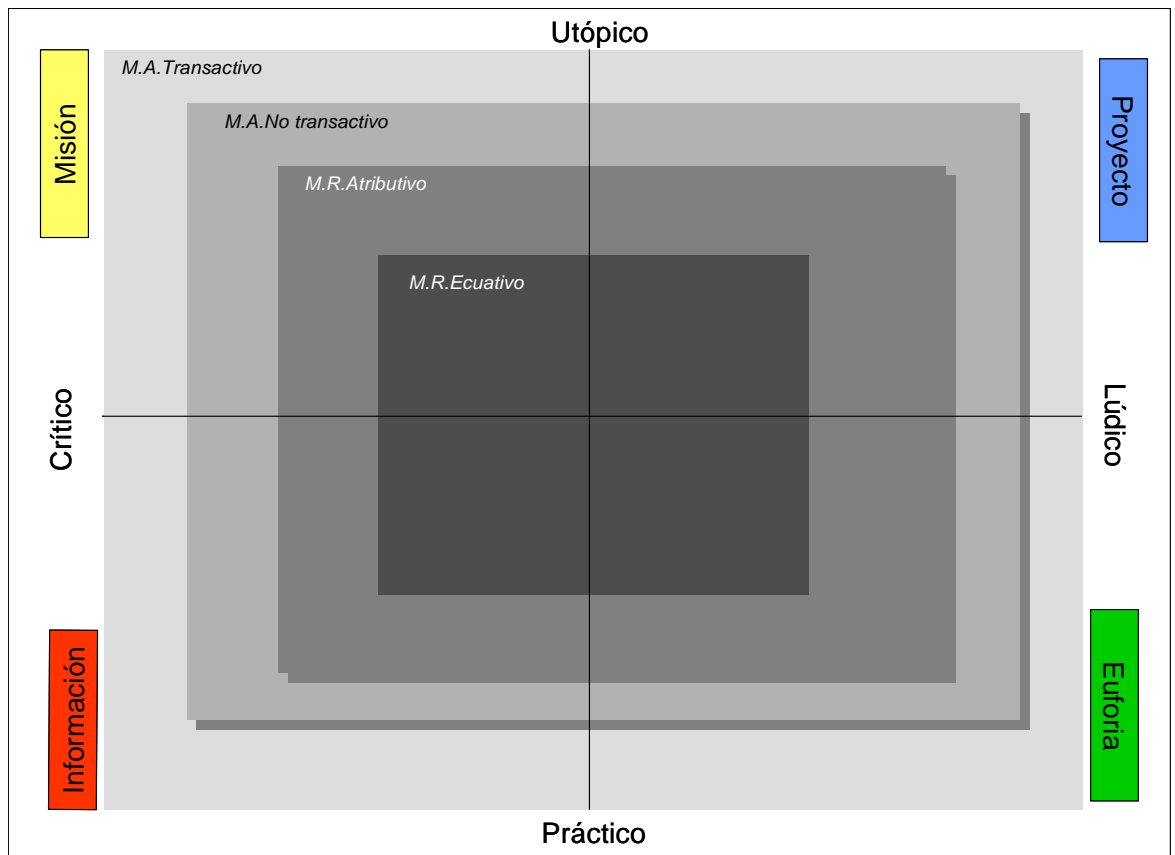 Utópico
M.A.Transactivo
Misión
Proyecto
M.A.No transactivo
M.R.Atributivo
M.R.Ecuativo
Crítico
Lúdico
Información
Euforia
Práctico